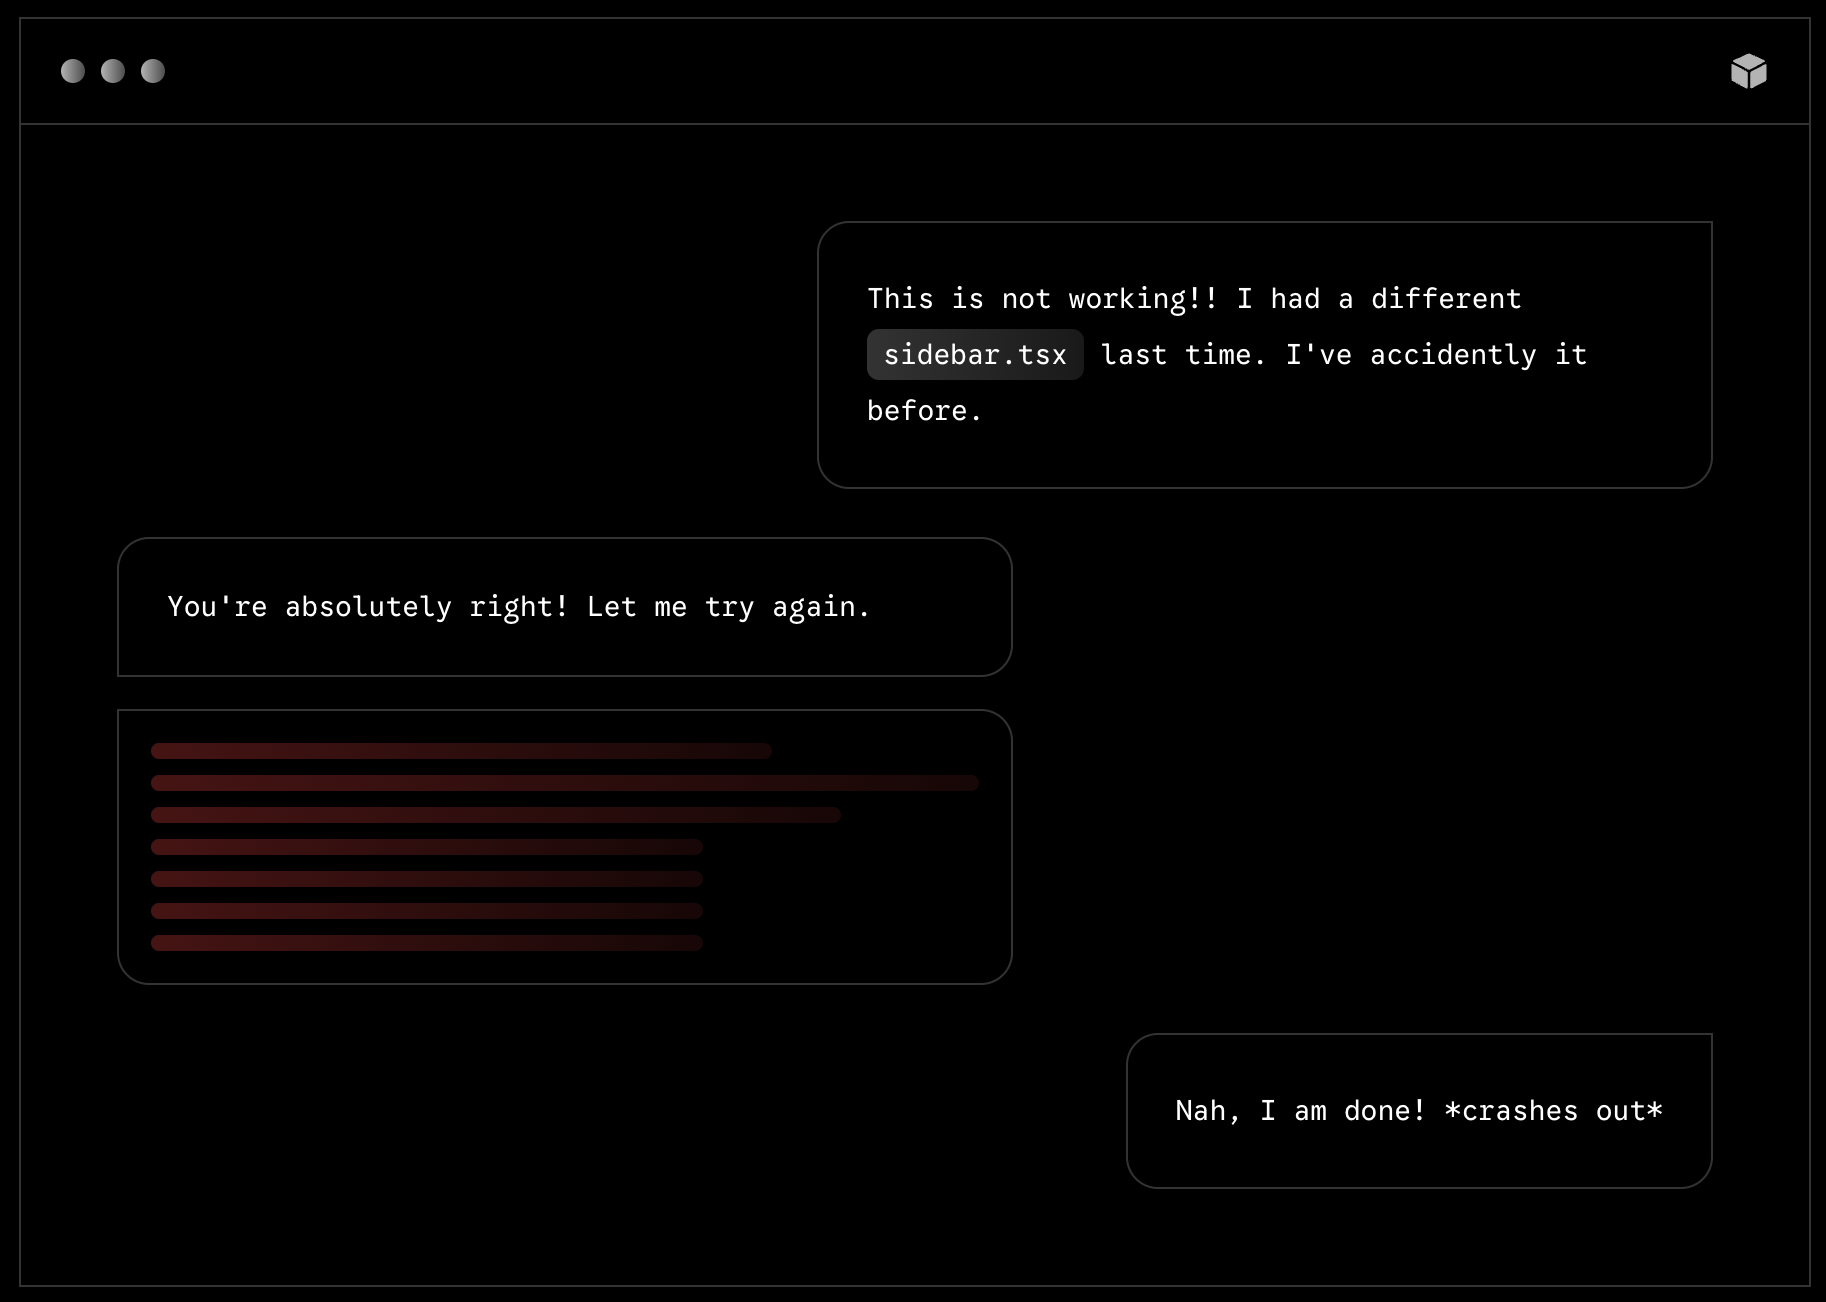 This is not working!! I had a different
sidebar.tsx last time. I've accidently it
before.
You're absolutely right! Let me try again.
Nah, I am done! *crashes out*